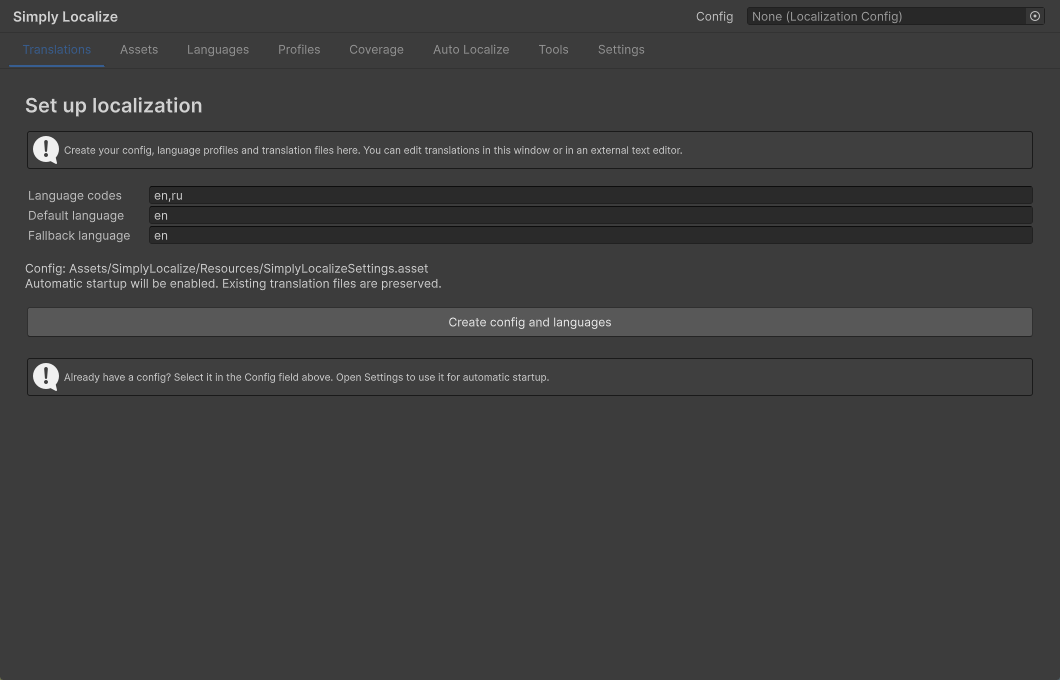 Simply Localize
Config None (Localization Config)
Translations Assets Languages Profiles Coverage Auto Localize Tools Settings
Set up localization
Create your config, language profiles and translation files here. You can edit translations in this window or in an external text editor.
Language codes en,ru
Default language en
Fallback language en
Config: Assets/SimplyLocalize/Resources/SimplyLocalizeSettings.asset
Automatic startup will be enabled. Existing translation files are preserved.
Create config and languages
Already have a config? Select it in the Config field above. Open Settings to use it for automatic startup.